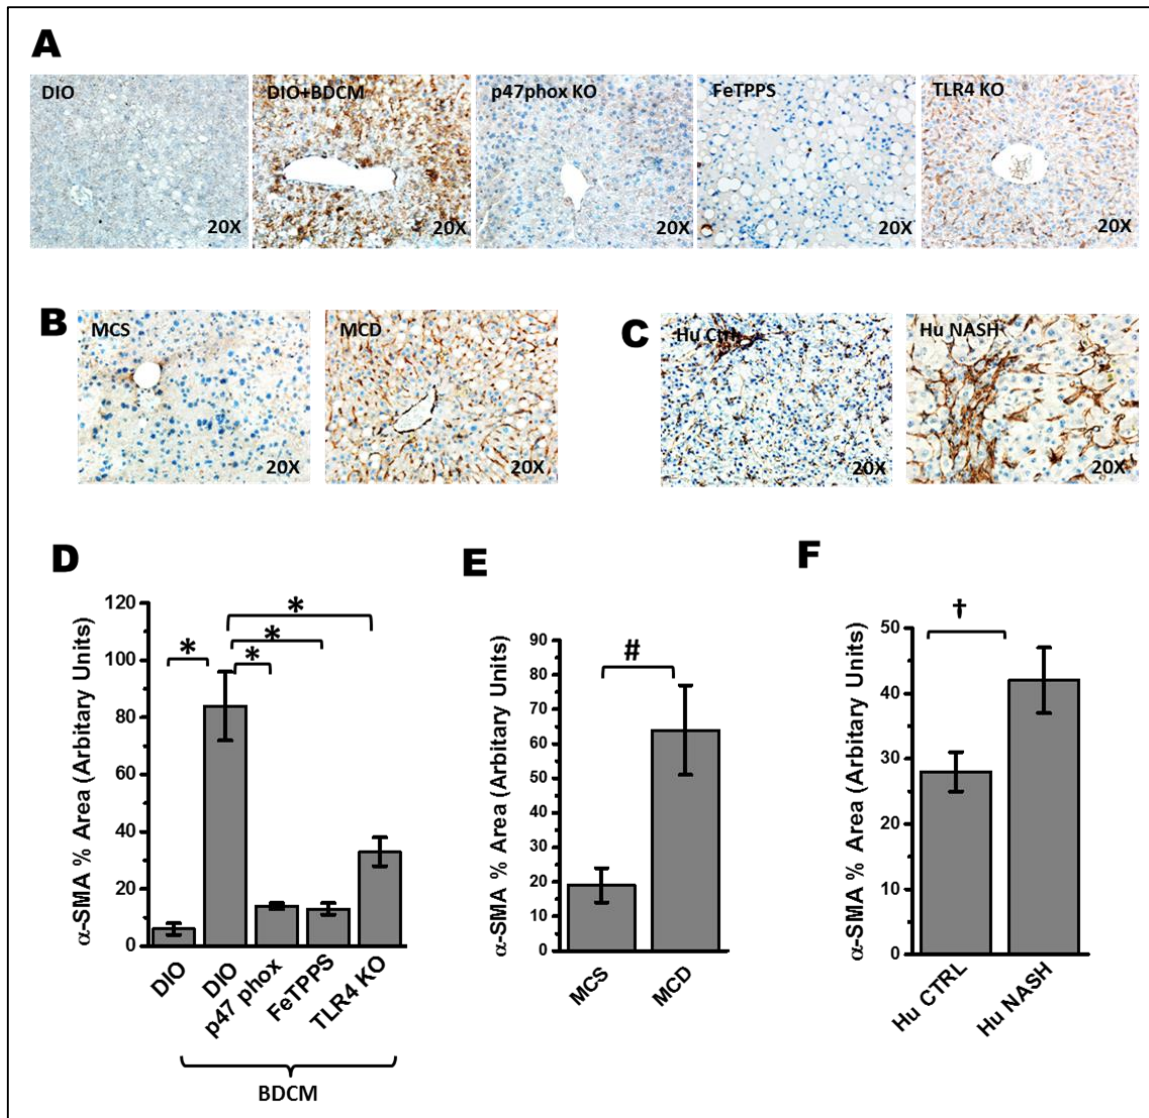 A
DIO
DIO+BDCM
p47phox KO
FeTPPS
TLR4 KO
20X
20X
20X
20X
20X
B
MCS
MCD
20X
20X
C
Hu Ctrl
Hu NASH
20X
20X
D
α-SMA % Area (Arbitary Units)
120
100
80
60
40
20
0
*
*
*
*
DIO
DIO
p47 phox
FeTPPS
TLR4 KO
BDCM
E
α-SMA % Area (Arbitary Units)
90
80
70
60
50
40
30
20
10
0
#
MCS
MCD
F
α-SMA % Area (Arbitary Units)
50
40
30
20
10
0
†
Hu CTRL
Hu NASH